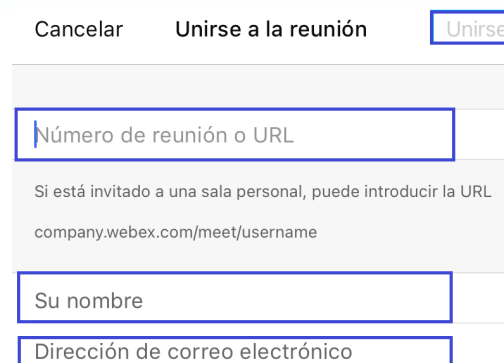 Cancelar Unirse a la reunión Unirse
Número de reunión o URL
Si está invitado a una sala personal, puede introducir la URL
company.webex.com/meet/username
Su nombre
Dirección de correo electrónico